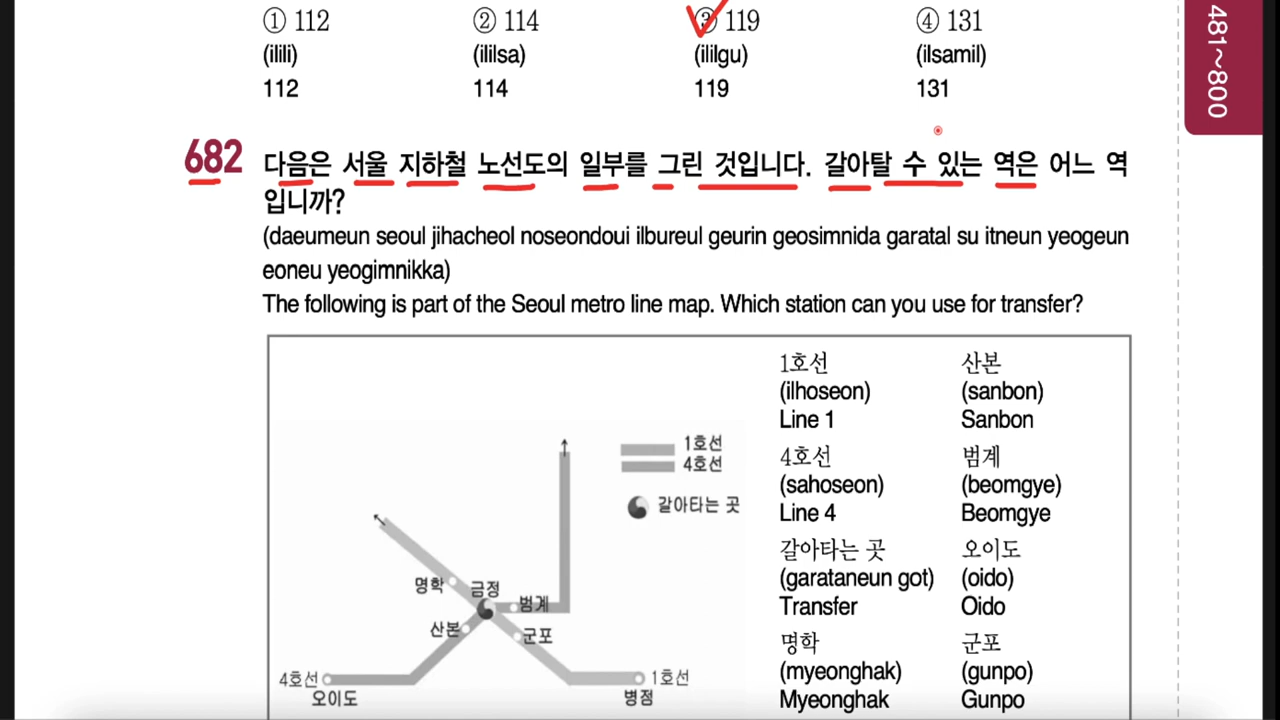 ① 112 ② 114 ③ 119 ④ 131
(ilili) (ililsa) (ililgu) (ilsamil)
112 114 119 131
481~800
682 다음은 서울 지하철 노선도의 일부를 그린 것입니다. 갈아탈 수 있는 역은 어느 역
입니까?
(daeumeun seoul jihacheol noseondoui ilbureul geurin geosimnida garatal su itneun yeogeun
eoneu yeogimnikka)
The following is part of the Seoul metro line map. Which station can you use for transfer?
1호선
4호선
갈아타는 곳
명학
금정
범계
산본
군포
4호선
오이도
1호선
병점
1호선 산본
(ilhoseon) (sanbon)
Line 1 Sanbon
4호선 범계
(sahoseon) (beomgye)
Line 4 Beomgye
갈아타는 곳 오이도
(garataneun got) (oido)
Transfer Oido
명학 군포
(myeonghak) (gunpo)
Myeonghak Gunpo